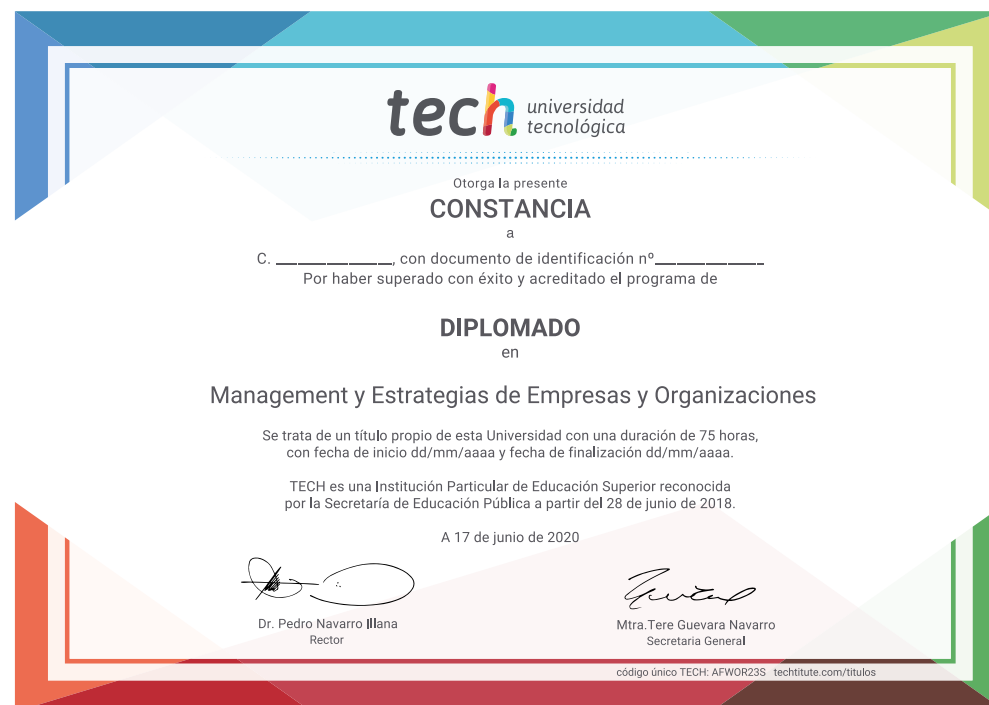 tech universidad
tecnológica
Otorga la presente
CONSTANCIA
a
C. ______________, con documento de identificación nº_____________
Por haber superado con éxito y acreditado el programa de
DIPLOMADO
en
Management y Estrategias de Empresas y Organizaciones
Se trata de un título propio de esta Universidad con una duración de 75 horas,
con fecha de inicio dd/mm/aaaa y fecha de finalización dd/mm/aaaa.
TECH es una Institución Particular de Educación Superior reconocida
por la Secretaría de Educación Pública a partir del 28 de junio de 2018.
A 17 de junio de 2020
Dr. Pedro Navarro Illana
Rector
Mtra.Tere Guevara Navarro
Secretaria General
código único TECH: AFWOR23S techtitute.com/titulos